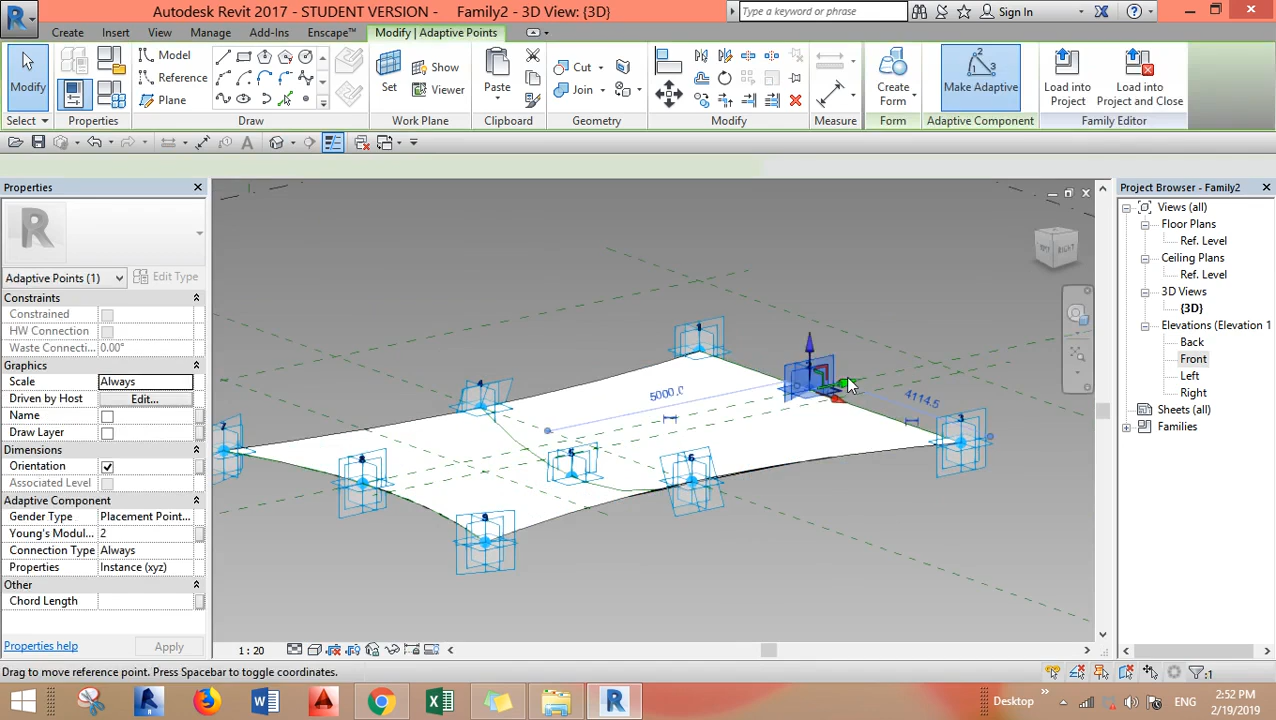 Autodesk Revit 2017 - STUDENT VERSION - Family2 - 3D View: {3D}
Type a keyword or phrase
Sign In
Create Insert View Manage Add-Ins Enscape™ Modify | Adaptive Points
Modify
Model
Reference
Plane
Set
Show
Viewer
Paste
Cut
Join
Create
Form
Make Adaptive
Load into
Project
Load into
Project and Close
Select Properties Draw Work Plane Clipboard Geometry Modify Measure Form Adaptive Component Family Editor
Properties
R
Adaptive Points (1)
Edit Type
Constraints
Constrained
HW Connection
Waste Connecti... 0.00°
Graphics
Scale Always
Driven by Host Edit...
Name
Draw Layer
Dimensions
Orientation
Associated Level
Adaptive Component
Gender Type Placement Point...
Young's Modul... 2
Connection Type Always
Properties Instance (xyz)
Other
Chord Length
Properties help
Apply
RIGHT
1
5000.0
4114.5
4
3
7
5
6
8
9
Project Browser - Family2
Views (all)
Floor Plans
Ref. Level
Ceiling Plans
Ref. Level
3D Views
{3D}
Elevations (Elevation 1
Back
Front
Left
Right
Sheets (all)
Families
1 : 20
Drag to move reference point. Press Spacebar to toggle coordinates.
:1
Desktop
ENG
2:52 PM
2/19/2019